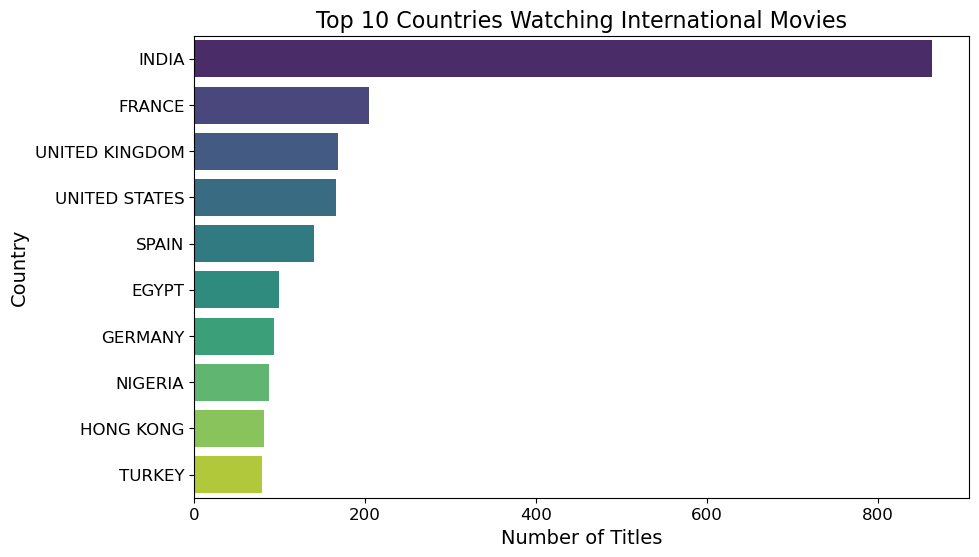 Top 10 Countries Watching International Movies
INDIA
FRANCE
UNITED KINGDOM
UNITED STATES
SPAIN
EGYPT
GERMANY
NIGERIA
HONG KONG
TURKEY
Country
0 200 400 600 800
Number of Titles